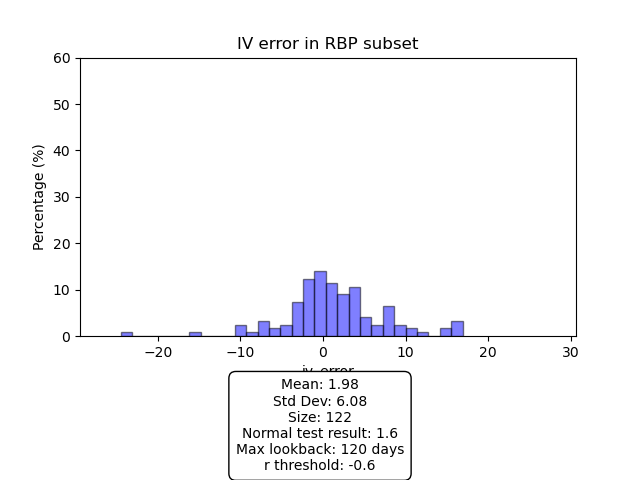 IV error in RBP subset
60
50
40
30
20
10
0
Percentage (%)
−20 −10 0 10 20 30
iv_error
Mean: 1.98
Std Dev: 6.08
Size: 122
Normal test result: 1.6
Max lookback: 120 days
r threshold: -0.6